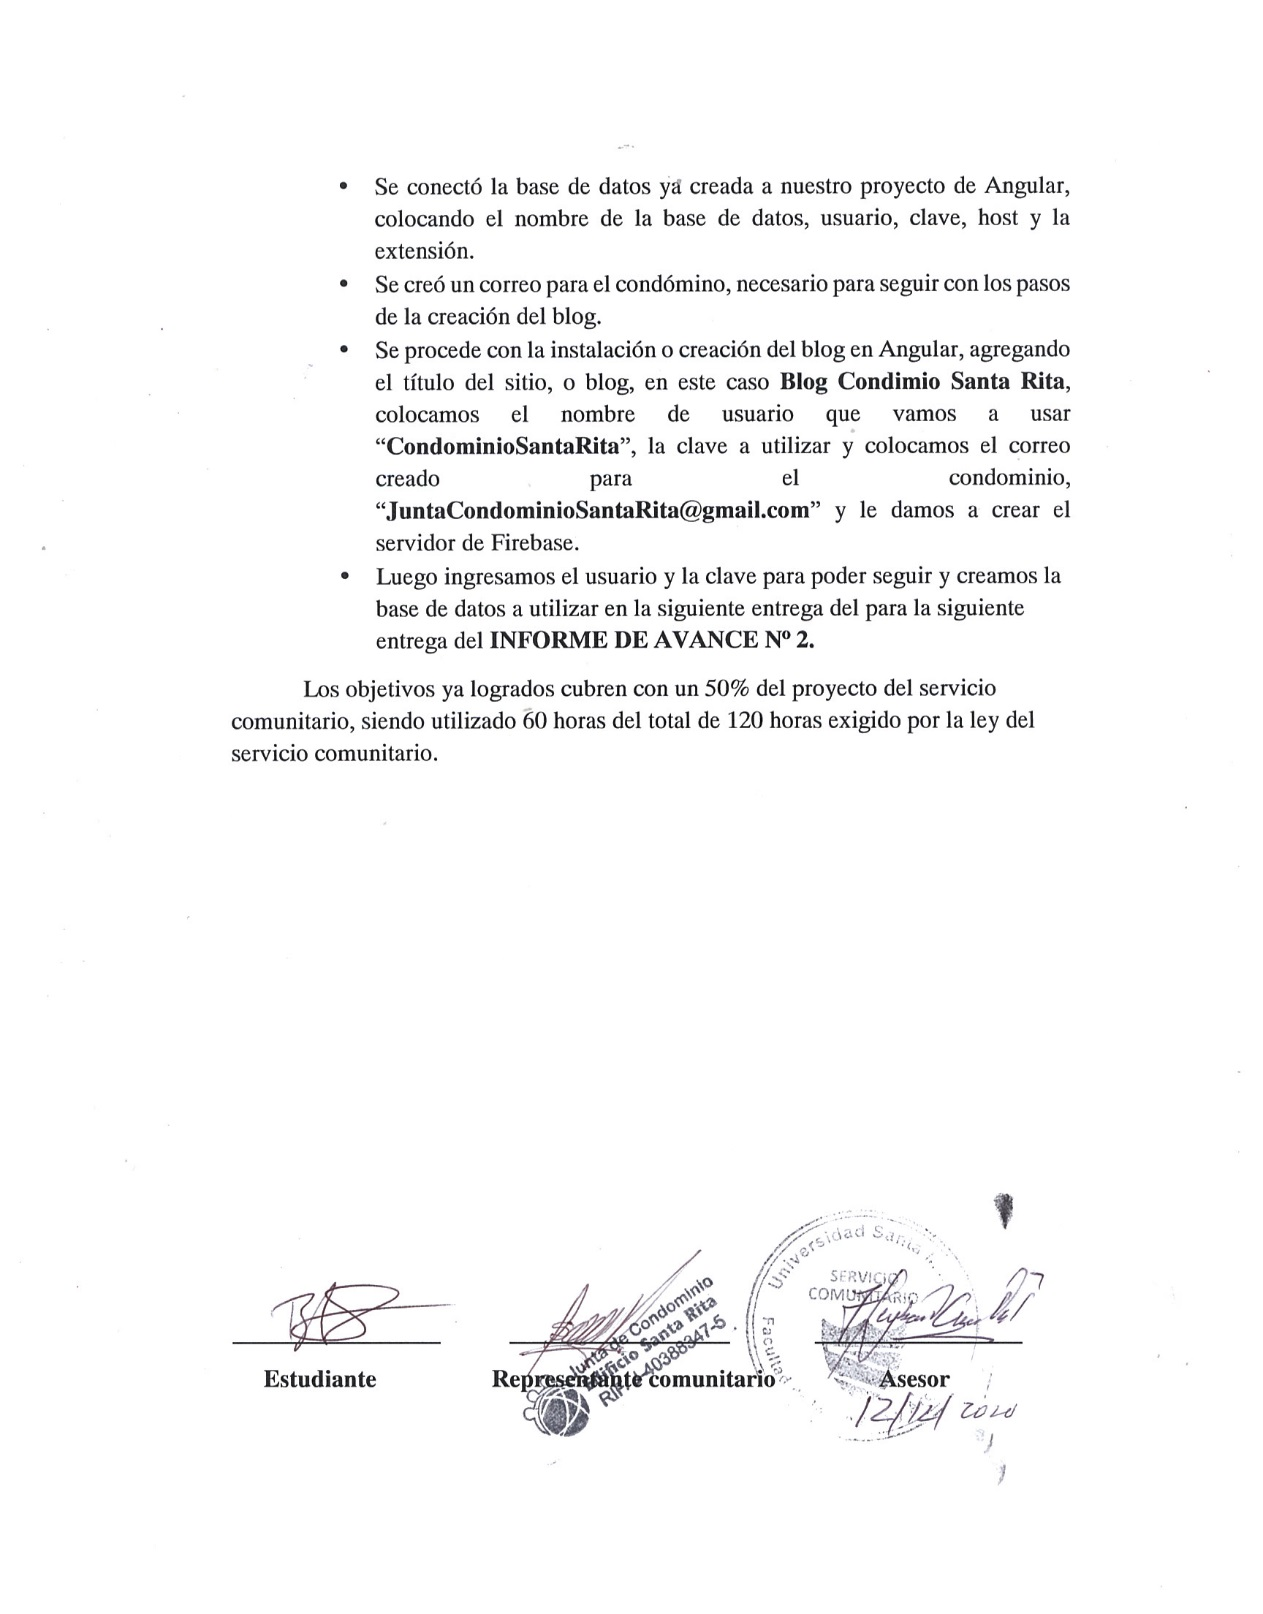 • Se conectó la base de datos ya creada a nuestro proyecto de Angular,
colocando el nombre de la base de datos, usuario, clave, host y la
extensión.
• Se creó un correo para el condómino, necesario para seguir con los pasos
de la creación del blog.
• Se procede con la instalación o creación del blog en Angular, agregando
el título del sitio, o blog, en este caso Blog Condimio Santa Rita,
colocamos el nombre de usuario que vamos a usar
“CondominioSantaRita”, la clave a utilizar y colocamos el correo
creado para el condominio,
“JuntaCondominioSantaRita@gmail.com” y le damos a crear el
servidor de Firebase.
• Luego ingresamos el usuario y la clave para poder seguir y creamos la
base de datos a utilizar en la siguiente entrega del para la siguiente
entrega del INFORME DE AVANCE Nº 2.
Los objetivos ya logrados cubren con un 50% del proyecto del servicio
comunitario, siendo utilizado 60 horas del total de 120 horas exigido por la ley del
servicio comunitario.
Junta de Condominio
Edificio Santa Rita
40388347-5
Universidad Santa
SERVICIO
COMUNITARIO
Facultad
Estudiante
Representante comunitario
Asesor
12/12/2020